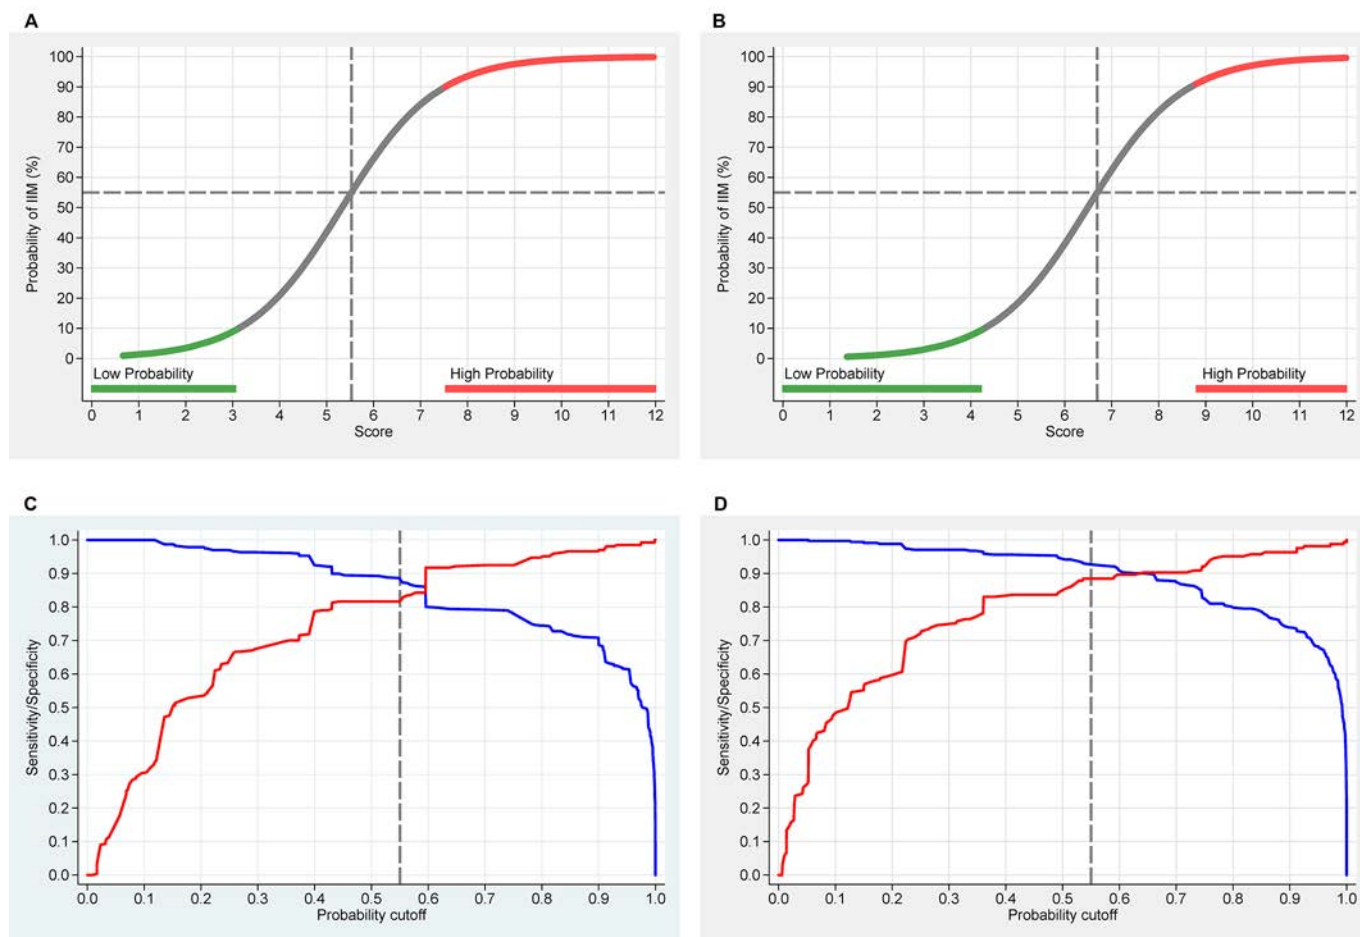 A
Probability of IIM (%)
100
90
80
70
60
50
40
30
20
10
0
Low Probability
High Probability
0 1 2 3 4 5 6 7 8 9 10 11 12
Score
B
Probability of IIM (%)
100
90
80
70
60
50
40
30
20
10
0
Low Probability
High Probability
0 1 2 3 4 5 6 7 8 9 10 11 12
Score
C
Sensitivity/Specificity
1.0
0.9
0.8
0.7
0.6
0.5
0.4
0.3
0.2
0.1
0.0
0.0 0.1 0.2 0.3 0.4 0.5 0.6 0.7 0.8 0.9 1.0
Probability cutoff
D
Sensitivity/Specificity
1.0
0.9
0.8
0.7
0.6
0.5
0.4
0.3
0.2
0.1
0.0
0.0 0.1 0.2 0.3 0.4 0.5 0.6 0.7 0.8 0.9 1.0
Probability cutoff